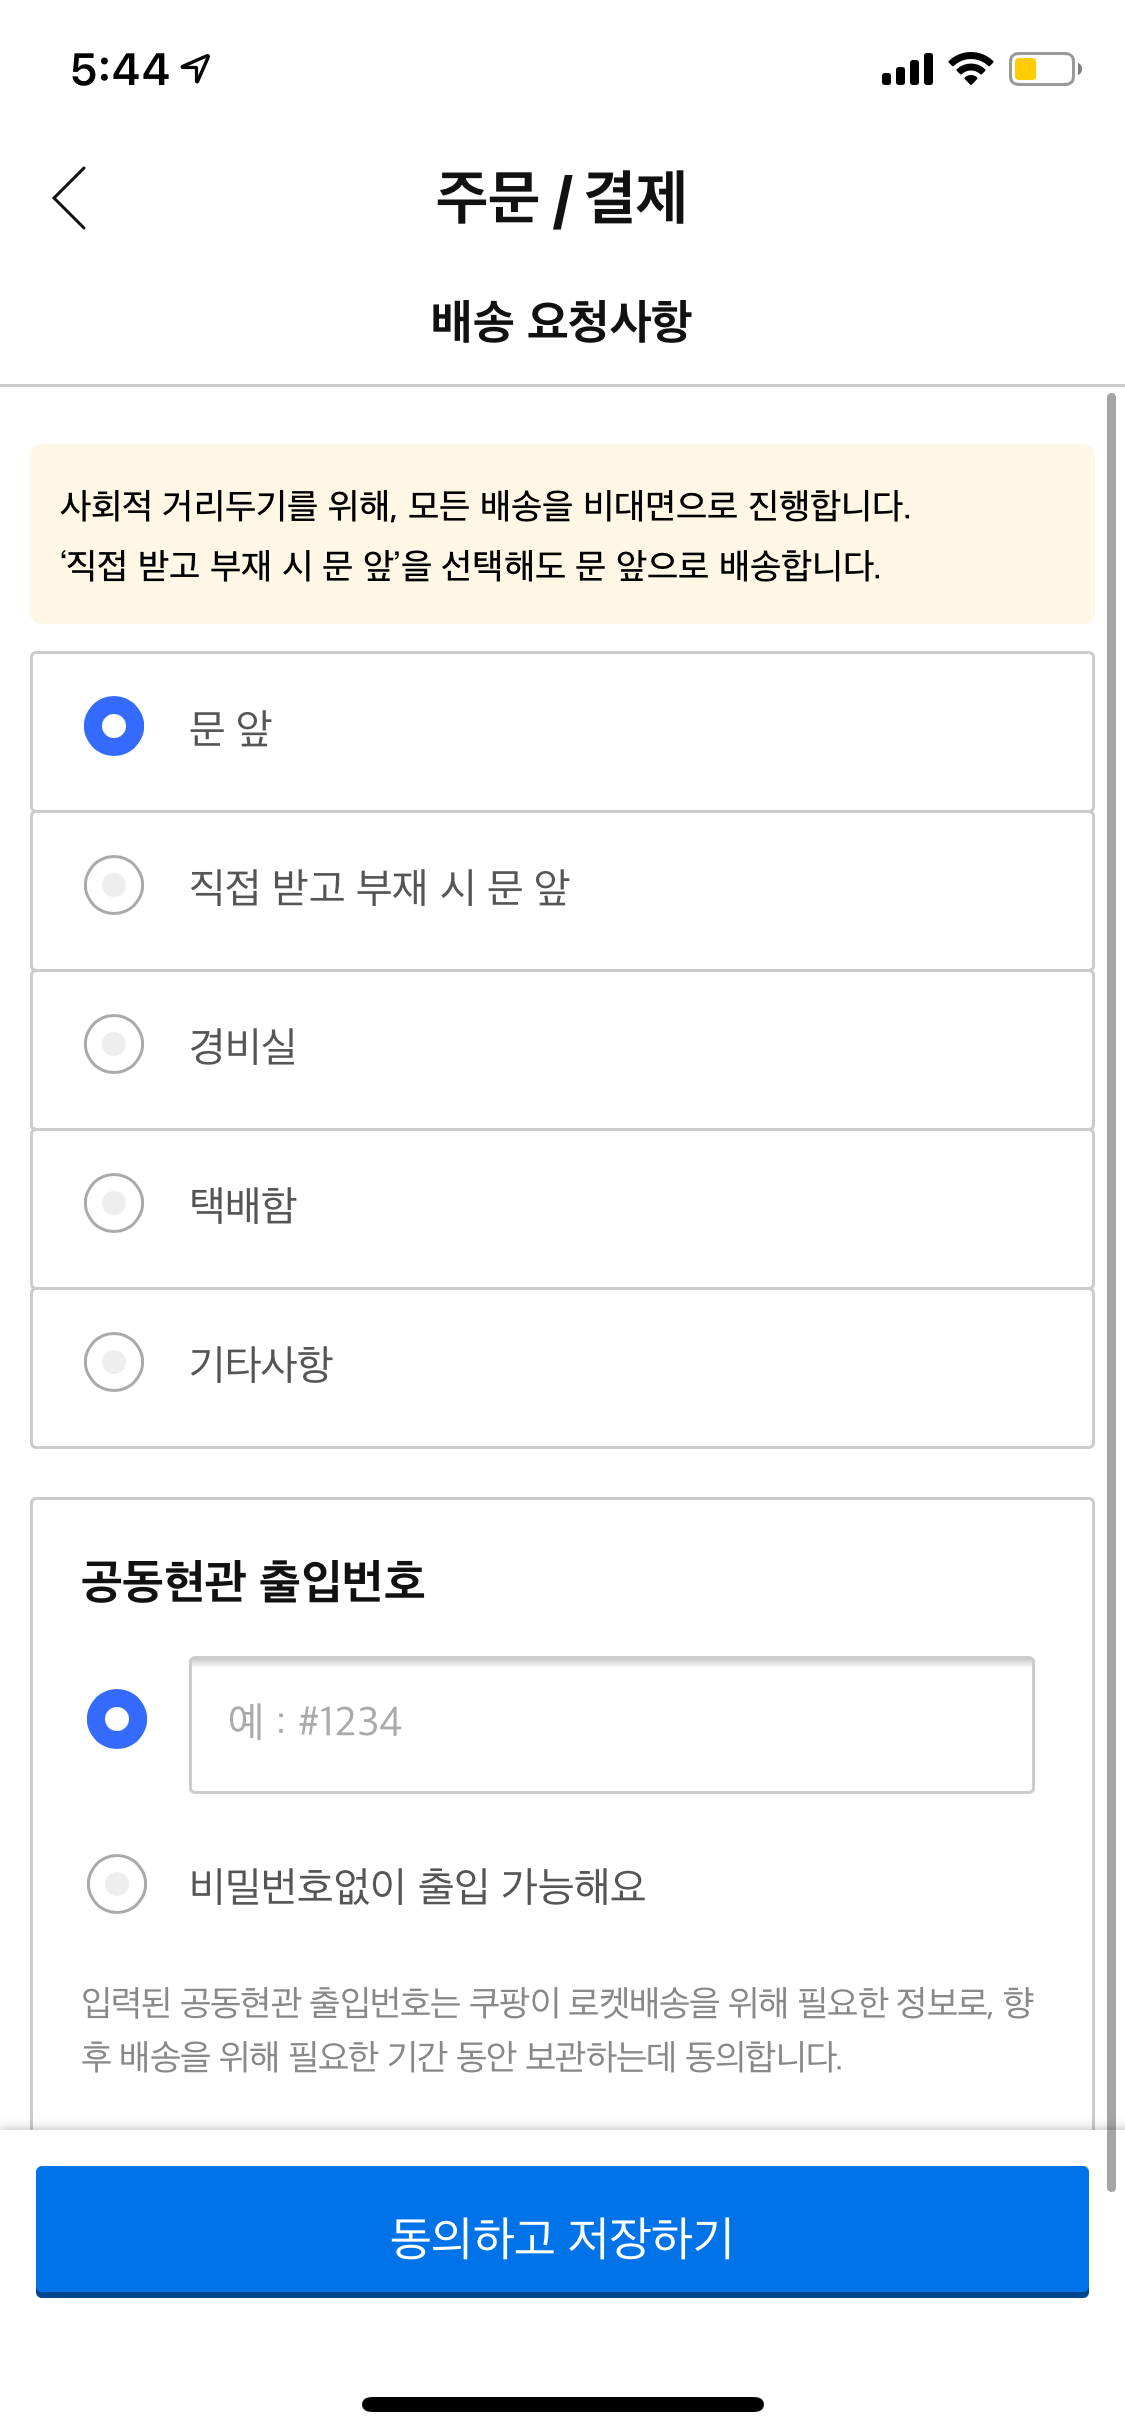 5:44
주문 / 결제
배송 요청사항
사회적 거리두기를 위해, 모든 배송을 비대면으로 진행합니다.
‘직접 받고 부재 시 문 앞’을 선택해도 문 앞으로 배송합니다.
문 앞
직접 받고 부재 시 문 앞
경비실
택배함
기타사항
공동현관 출입번호
예 : #1234
비밀번호없이 출입 가능해요
입력된 공동현관 출입번호는 쿠팡이 로켓배송을 위해 필요한 정보로, 향
후 배송을 위해 필요한 기간 동안 보관하는데 동의합니다.
동의하고 저장하기